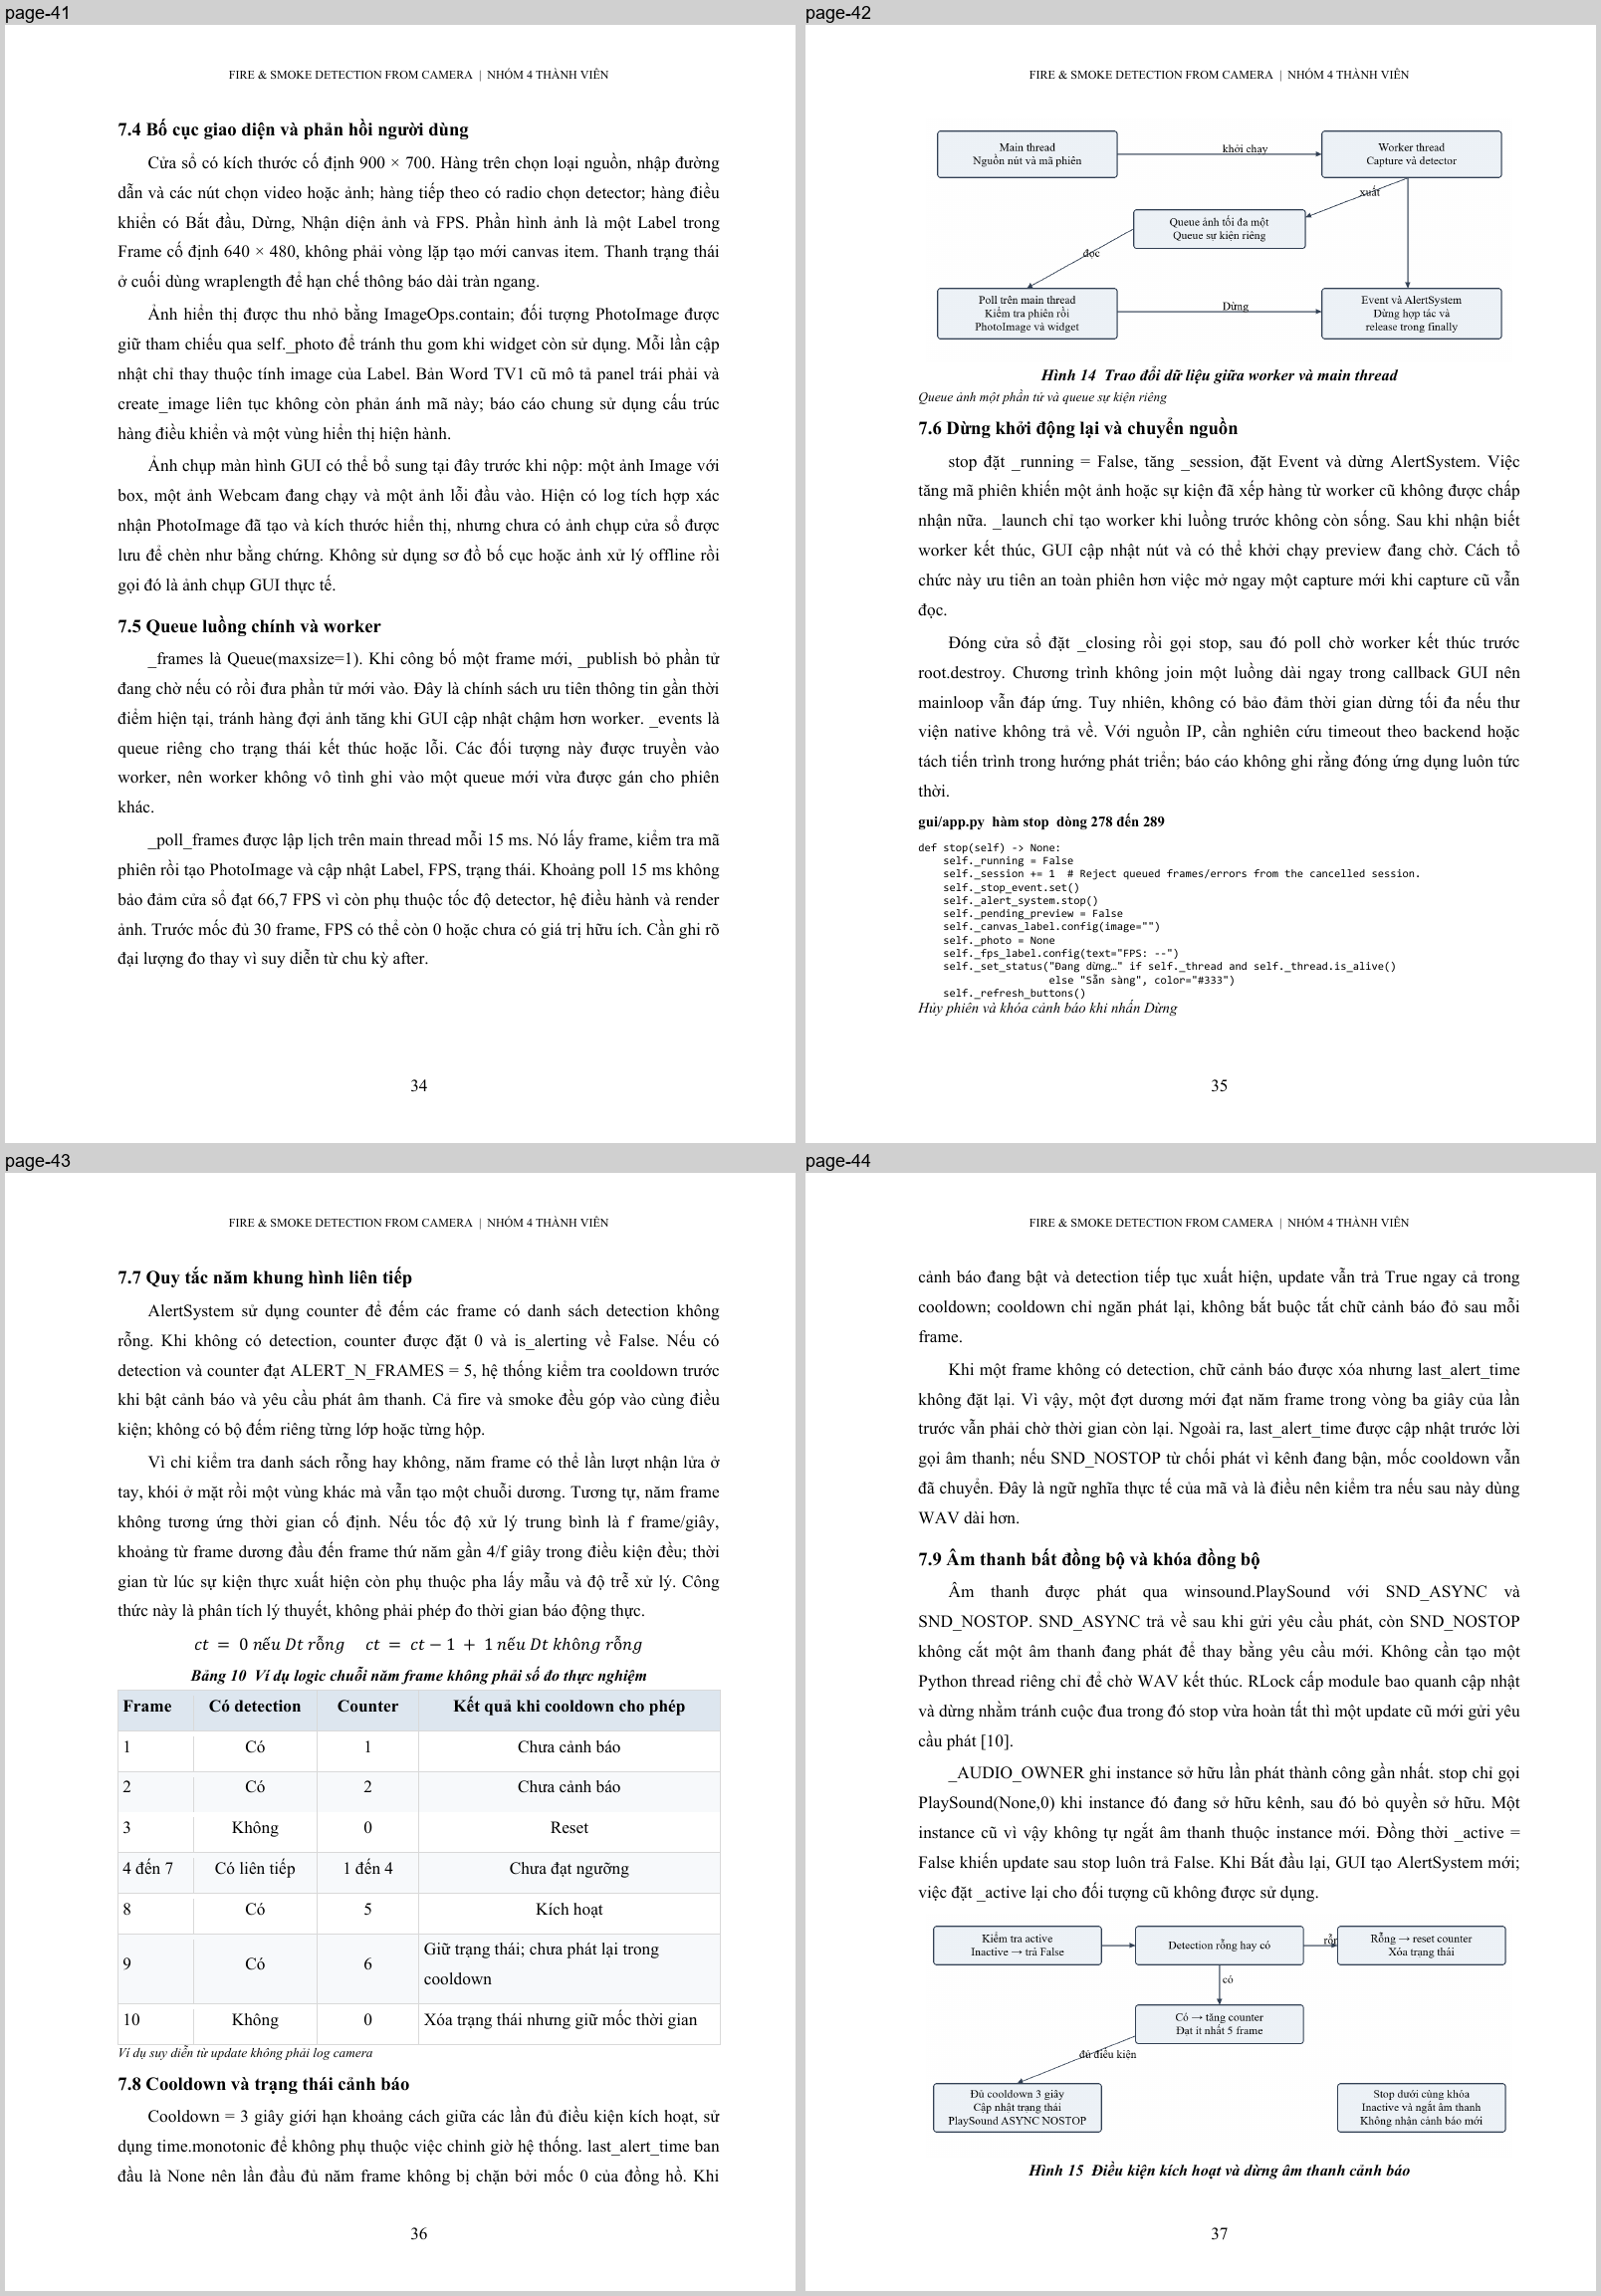 page-41
FIRE & SMOKE DETECTION FROM CAMERA | NHÓM 4 THÀNH VIÊN
7.4 Bố cục giao diện và phản hồi người dùng
Cửa sổ có kích thước cố định 900 × 700. Hàng trên chọn loại nguồn, nhập đường
dẫn và các nút chọn video hoặc ảnh; hàng tiếp theo có radio chọn detector; hàng điều
khiển có Bắt đầu, Dừng, Nhận diện ảnh và FPS. Phần hình ảnh là một Label trong
Frame cố định 640 × 480, không phải vòng lặp tạo mới canvas item. Thanh trạng thái
ở cuối dùng wraplength để hạn chế thông báo dài tràn ngang.
Ảnh hiển thị được thu nhỏ bằng ImageOps.contain; đối tượng PhotoImage được
giữ tham chiếu qua self._photo để tránh thu gom khi widget còn sử dụng. Mỗi lần cập
nhật chỉ thay thuộc tính image của Label. Bản Word TV1 cũ mô tả panel trái phải và
create_image liên tục không còn phản ánh mã này; báo cáo chung sử dụng cấu trúc
hàng điều khiển và một vùng hiển thị hiện hành.
Ảnh chụp màn hình GUI có thể bổ sung tại đây trước khi nộp: một ảnh Image với
box, một ảnh Webcam đang chạy và một ảnh lỗi đầu vào. Hiện có log tích hợp xác
nhận PhotoImage đã tạo và kích thước hiển thị, nhưng chưa có ảnh chụp cửa sổ được
lưu để chèn như bằng chứng. Không sử dụng sơ đồ bố cục hoặc ảnh xử lý offline rồi
gọi đó là ảnh chụp GUI thực tế.
7.5 Queue luồng chính và worker
_frames là Queue(maxsize=1). Khi công bố một frame mới, _publish bỏ phần tử
đang chờ nếu có rồi đưa phần tử mới vào. Đây là chính sách ưu tiên thông tin gần thời
điểm hiện tại, tránh hàng đợi ảnh tăng khi GUI cập nhật chậm hơn worker. _events là
queue riêng cho trạng thái kết thúc hoặc lỗi. Các đối tượng này được truyền vào
worker, nên worker không vô tình ghi vào một queue mới vừa được gán cho phiên
khác.
_poll_frames được lập lịch trên main thread mỗi 15 ms. Nó lấy frame, kiểm tra mã
phiên rồi tạo PhotoImage và cập nhật Label, FPS, trạng thái. Khoảng poll 15 ms không
bảo đảm cửa sổ đạt 66,7 FPS vì còn phụ thuộc tốc độ detector, hệ điều hành và render
ảnh. Trước mốc đủ 30 frame, FPS có thể còn 0 hoặc chưa có giá trị hữu ích. Cần ghi rõ
đại lượng đo thay vì suy diễn từ chu kỳ after.
34
page-42
FIRE & SMOKE DETECTION FROM CAMERA | NHÓM 4 THÀNH VIÊN
Main thread
Nguồn nút và mã phiên
khởi chạy
Worker thread
Capture và detector
xuất
Queue ảnh tối đa một
Queue sự kiện riêng
đọc
Poll trên main thread
Kiểm tra phiên rồi
PhotoImage và widget
Dừng
Event và AlertSystem
Dừng hợp tác và
release trong finally
Hình 14 Trao đổi dữ liệu giữa worker và main thread
Queue ảnh một phần tử và queue sự kiện riêng
7.6 Dừng khởi động lại và chuyển nguồn
stop đặt _running = False, tăng _session, đặt Event và dừng AlertSystem. Việc
tăng mã phiên khiến một ảnh hoặc sự kiện đã xếp hàng từ worker cũ không được chấp
nhận nữa. _launch chỉ tạo worker khi luồng trước không còn sống. Sau khi nhận biết
worker kết thúc, GUI cập nhật nút và có thể khởi chạy preview đang chờ. Cách tổ
chức này ưu tiên an toàn phiên hơn việc mở ngay một capture mới khi capture cũ vẫn
đọc.
Đóng cửa sổ đặt _closing rồi gọi stop, sau đó poll chờ worker kết thúc trước
root.destroy. Chương trình không join một luồng dài ngay trong callback GUI nên
mainloop vẫn đáp ứng. Tuy nhiên, không có bảo đảm thời gian dừng tối đa nếu thư
viện native không trả về. Với nguồn IP, cần nghiên cứu timeout theo backend hoặc
tách tiến trình trong hướng phát triển; báo cáo không ghi rằng đóng ứng dụng luôn tức
thời.
gui/app.py hàm stop dòng 278 đến 289
def stop(self) -> None:
    self._running = False
    self._session += 1  # Reject queued frames/errors from the cancelled session.
    self._stop_event.set()
    self._alert_system.stop()
    self._pending_preview = False
    self._canvas_label.config(image="")
    self._photo = None
    self._fps_label.config(text="FPS: --")
    self._set_status("Đang dừng…" if self._thread and self._thread.is_alive()
                     else "Sẵn sàng", color="#333")
    self._refresh_buttons()
Hủy phiên và khóa cảnh báo khi nhấn Dừng
35
page-43
FIRE & SMOKE DETECTION FROM CAMERA | NHÓM 4 THÀNH VIÊN
7.7 Quy tắc năm khung hình liên tiếp
AlertSystem sử dụng counter để đếm các frame có danh sách detection không
rỗng. Khi không có detection, counter được đặt 0 và is_alerting về False. Nếu có
detection và counter đạt ALERT_N_FRAMES = 5, hệ thống kiểm tra cooldown trước
khi bật cảnh báo và yêu cầu phát âm thanh. Cả fire và smoke đều góp vào cùng điều
kiện; không có bộ đếm riêng từng lớp hoặc từng hộp.
Vì chỉ kiểm tra danh sách rỗng hay không, năm frame có thể lần lượt nhận lửa ở
tay, khói ở mặt rồi một vùng khác mà vẫn tạo một chuỗi dương. Tương tự, năm frame
không tương ứng thời gian cố định. Nếu tốc độ xử lý trung bình là f frame/giây,
khoảng từ frame dương đầu đến frame thứ năm gần 4/f giây trong điều kiện đều; thời
gian từ lúc sự kiện thực xuất hiện còn phụ thuộc pha lấy mẫu và độ trễ xử lý. Công
thức này là phân tích lý thuyết, không phải phép đo thời gian báo động thực.
ct = 0 nếu Dt rỗng ct = ct − 1 + 1 nếu Dt không rỗng
Bảng 10 Ví dụ logic chuỗi năm frame không phải số đo thực nghiệm
Frame Có detection Counter Kết quả khi cooldown cho phép
1 Có 1 Chưa cảnh báo
2 Có 2 Chưa cảnh báo
3 Không 0 Reset
4 đến 7 Có liên tiếp 1 đến 4 Chưa đạt ngưỡng
8 Có 5 Kích hoạt
9 Có 6 Giữ trạng thái; chưa phát lại trong
cooldown
10 Không 0 Xóa trạng thái nhưng giữ mốc thời gian
Ví dụ suy diễn từ update không phải log camera
7.8 Cooldown và trạng thái cảnh báo
Cooldown = 3 giây giới hạn khoảng cách giữa các lần đủ điều kiện kích hoạt, sử
dụng time.monotonic để không phụ thuộc việc chỉnh giờ hệ thống. last_alert_time ban
đầu là None nên lần đầu đủ năm frame không bị chặn bởi mốc 0 của đồng hồ. Khi
36
page-44
FIRE & SMOKE DETECTION FROM CAMERA | NHÓM 4 THÀNH VIÊN
cảnh báo đang bật và detection tiếp tục xuất hiện, update vẫn trả True ngay cả trong
cooldown; cooldown chỉ ngăn phát lại, không bắt buộc tắt chữ cảnh báo đỏ sau mỗi
frame.
Khi một frame không có detection, chữ cảnh báo được xóa nhưng last_alert_time
không đặt lại. Vì vậy, một đợt dương mới đạt năm frame trong vòng ba giây của lần
trước vẫn phải chờ thời gian còn lại. Ngoài ra, last_alert_time được cập nhật trước lời
gọi âm thanh; nếu SND_NOSTOP từ chối phát vì kênh đang bận, mốc cooldown vẫn
đã chuyển. Đây là ngữ nghĩa thực tế của mã và là điều nên kiểm tra nếu sau này dùng
WAV dài hơn.
7.9 Âm thanh bất đồng bộ và khóa đồng bộ
Âm thanh được phát qua winsound.PlaySound với SND_ASYNC và
SND_NOSTOP. SND_ASYNC trả về sau khi gửi yêu cầu phát, còn SND_NOSTOP
không cắt một âm thanh đang phát để thay bằng yêu cầu mới. Không cần tạo một
Python thread riêng chỉ để chờ WAV kết thúc. RLock cấp module bao quanh cập nhật
và dừng nhằm tránh cuộc đua trong đó stop vừa hoàn tất thì một update cũ mới gửi yêu
cầu phát [10].
_AUDIO_OWNER ghi instance sở hữu lần phát thành công gần nhất. stop chỉ gọi
PlaySound(None,0) khi instance đó đang sở hữu kênh, sau đó bỏ quyền sở hữu. Một
instance cũ vì vậy không tự ngắt âm thanh thuộc instance mới. Đồng thời _active =
False khiến update sau stop luôn trả False. Khi Bắt đầu lại, GUI tạo AlertSystem mới;
việc đặt _active lại cho đối tượng cũ không được sử dụng.
Kiểm tra active
Inactive → trả False
Detection rỗng hay có
Rỗng → reset counter
Xóa trạng thái
có
Có → tăng counter
Đạt ít nhất 5 frame
đủ điều kiện
Đủ cooldown 3 giây
Cập nhật trạng thái
PlaySound ASYNC NOSTOP
Stop dưới cùng khóa
Inactive và ngắt âm thanh
Không nhận cảnh báo mới
Hình 15 Điều kiện kích hoạt và dừng âm thanh cảnh báo
37